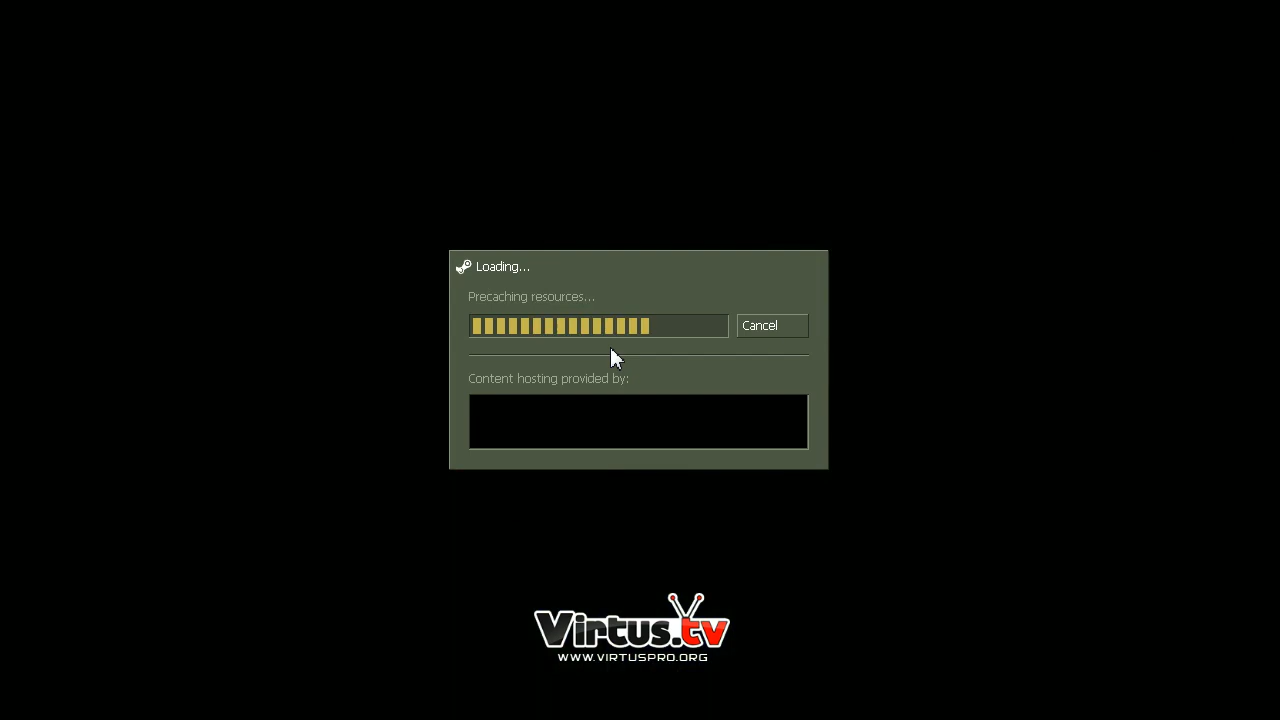 Loading...
Precaching resources...
Cancel
Content hosting provided by:
Virtus.tv
WWW.VIRTUSPRO.ORG